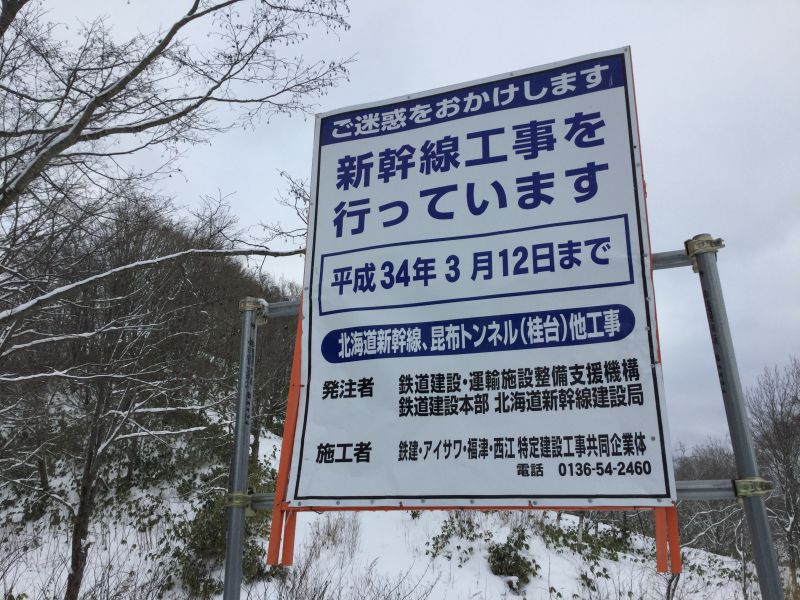 ご迷惑をおかけします
新幹線工事を
行っています
平成34年3月12日まで
北海道新幹線、昆布トンネル(桂台)他工事
発注者 鉄道建設・運輸施設整備支援機構
鉄道建設本部 北海道新幹線建設局
施工者 鉄建・アイサワ・福津・西江 特定建設工事共同企業体
電話 0136-54-2460